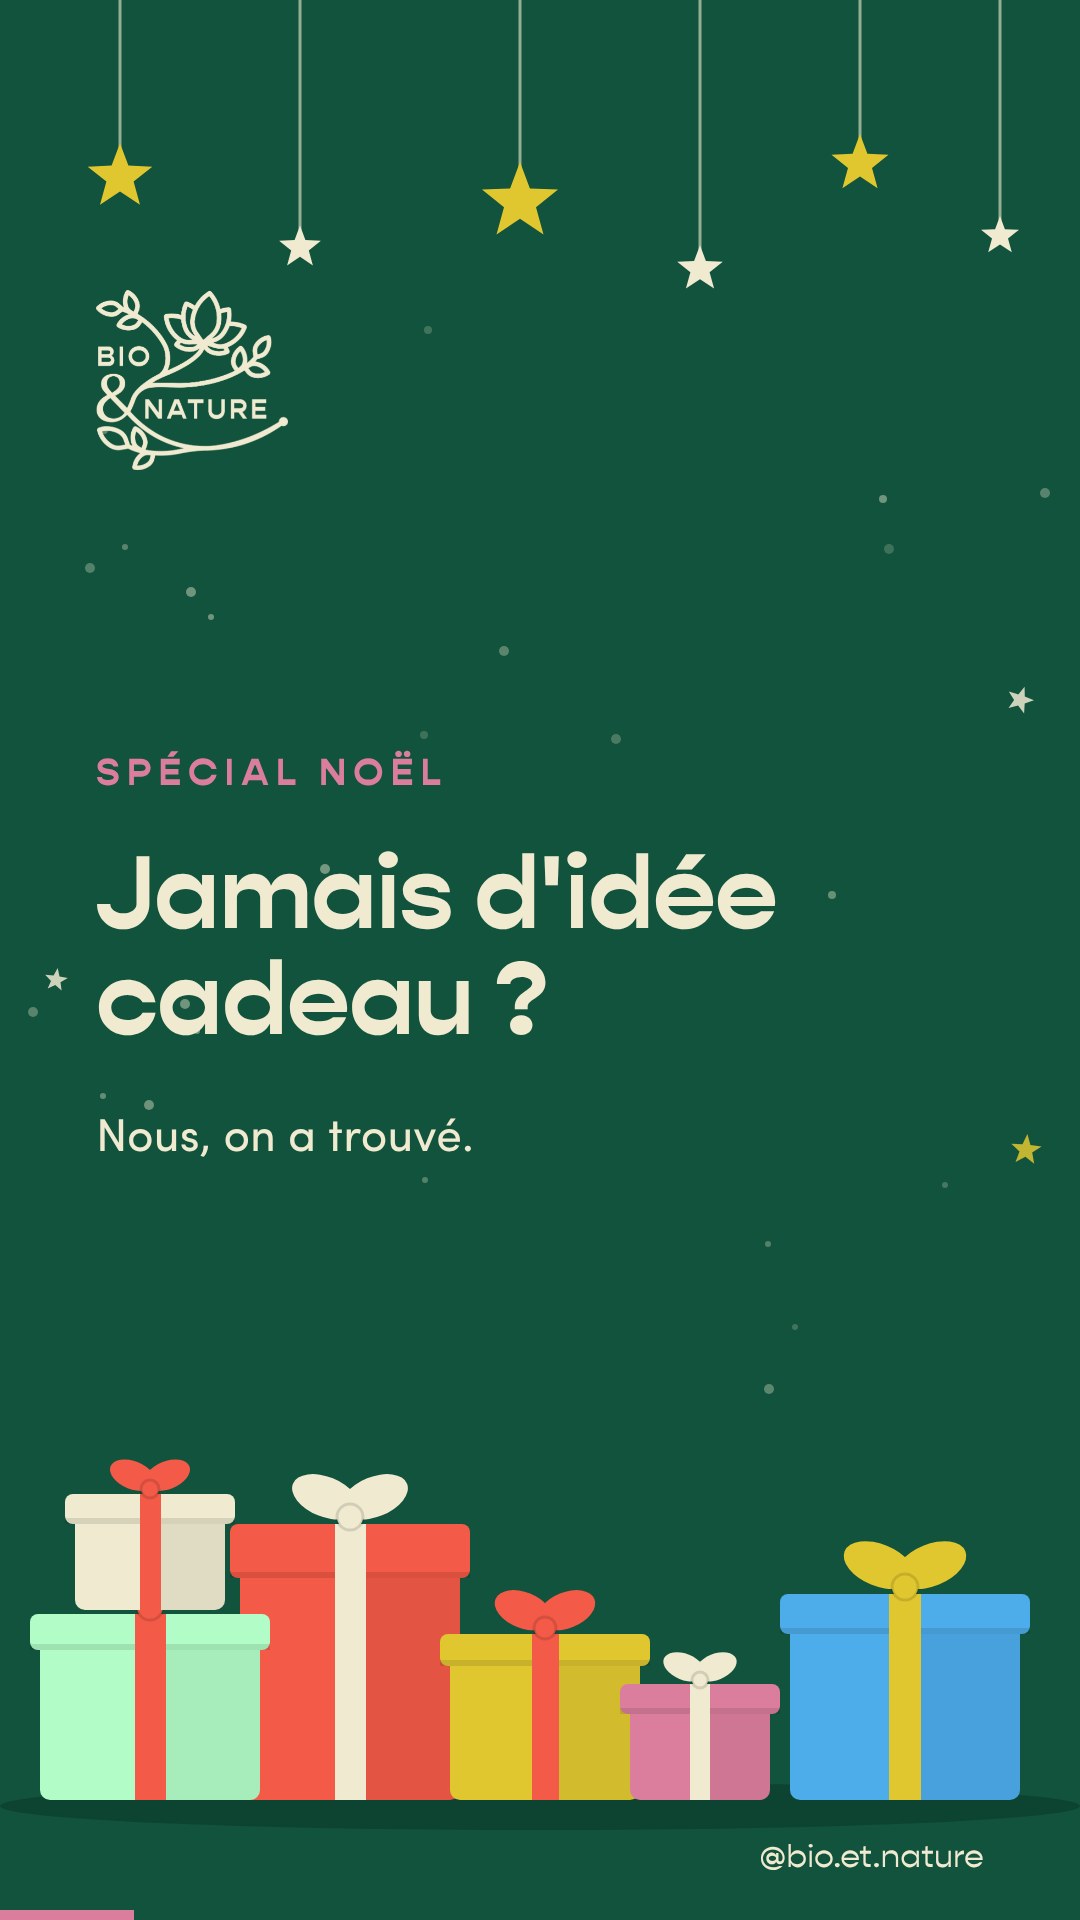 BIO
& NATURE
SPÉCIAL NOËL
Jamais d'idée
cadeau ?
Nous, on a trouvé.
@bio.et.nature